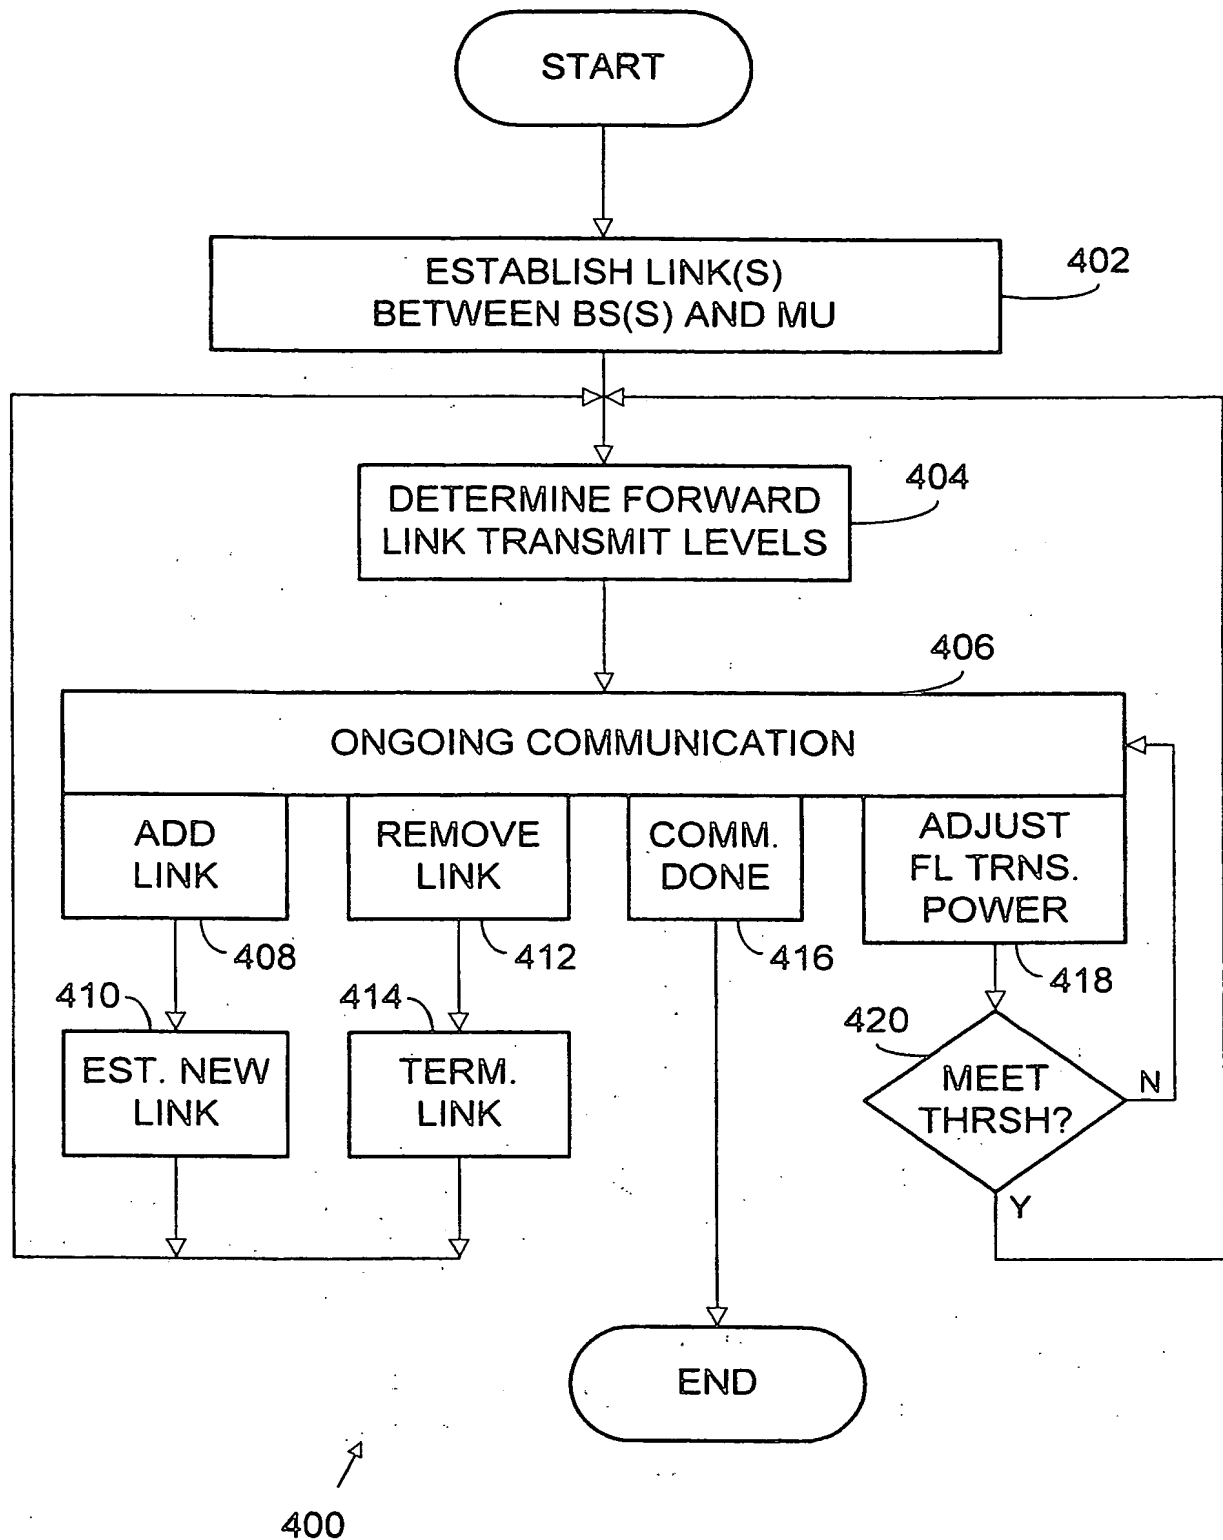 START
ESTABLISH LINK(S)
BETWEEN BS(S) AND MU
402
DETERMINE FORWARD
LINK TRANSMIT LEVELS
404
406
ONGOING COMMUNICATION
ADD
LINK
408
REMOVE
LINK
412
COMM.
DONE
416
ADJUST
FL TRNS.
POWER
418
410
EST. NEW
LINK
414
TERM.
LINK
420
MEET
THRSH?
N
Y
END
400